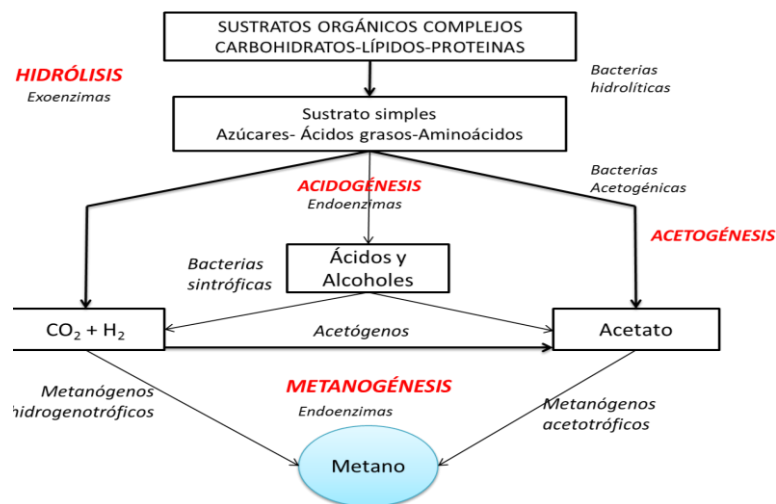 SUSTRATOS ORGÁNICOS COMPLEJOS
CARBOHIDRATOS-LÍPIDOS-PROTEINAS
HIDRÓLISIS
Exoenzimas
Bacterias
hidrolíticas
Sustrato simples
Azúcares- Ácidos grasos-Aminoácidos
ACIDOGÉNESIS
Endoenzimas
Bacterias
Acetogénicas
ACETOGÉNESIS
Bacterias
sintróficas
Ácidos y
Alcoholes
CO₂ + H₂
Acetógenos
Acetato
METANOGÉNESIS
Endoenzimas
Metanógenos
hidrogenotróficos
Metanógenos
acetotróficos
Metano